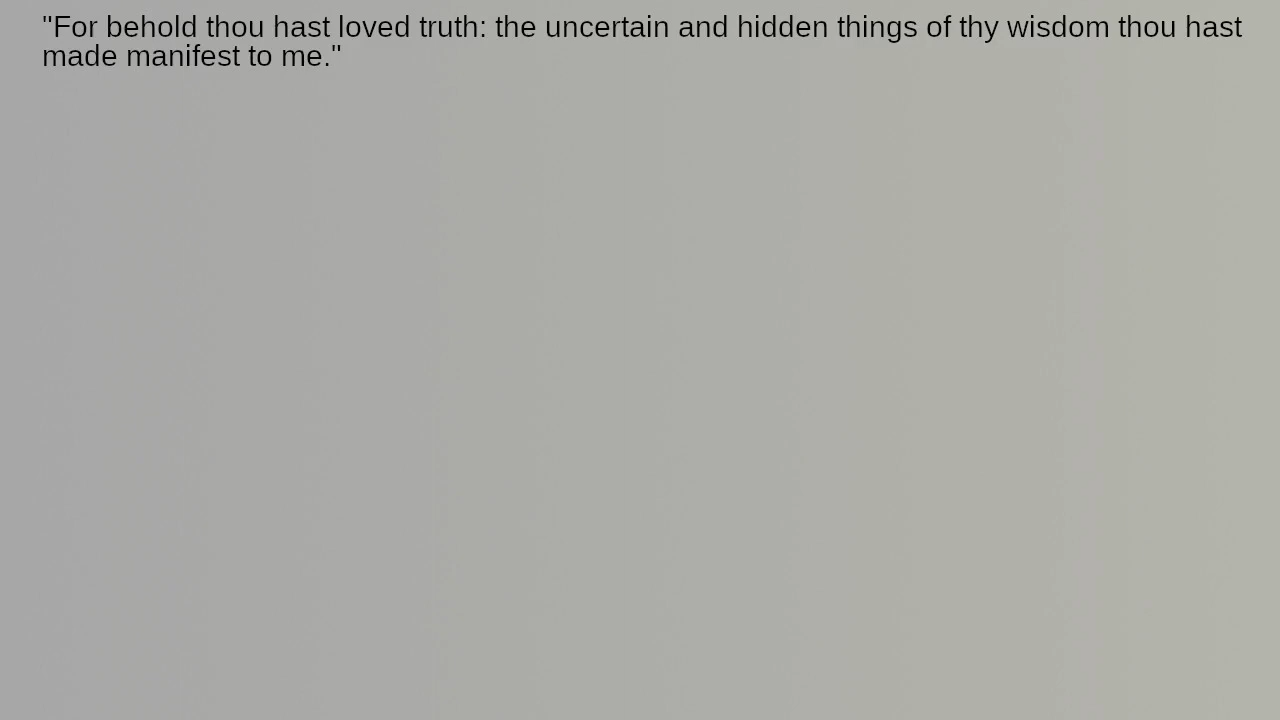 "For behold thou hast loved truth: the uncertain and hidden things of thy wisdom thou hast
made manifest to me."